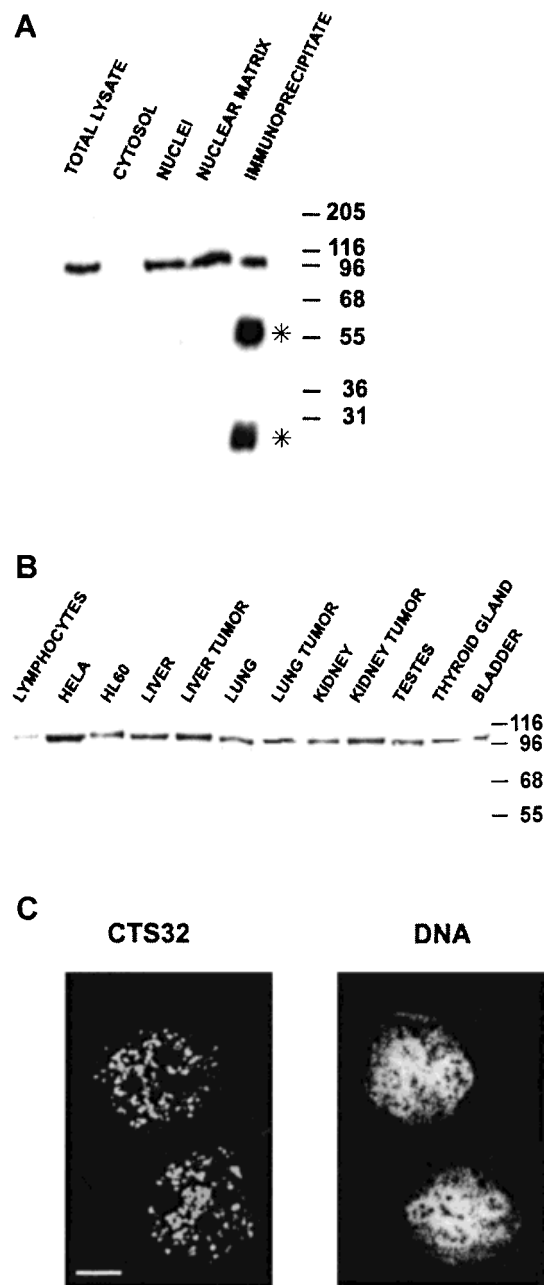 A
TOTAL LYSATE
CYTOSOL
NUCLEI
NUCLEAR MATRIX
IMMUNOPRECIPITATE
205
116
96
68
55
36
31
B
LYMPHOCYTES
HELA
HL60
LIVER
LIVER TUMOR
LUNG
LUNG TUMOR
KIDNEY
KIDNEY TUMOR
TESTES
THYROID GLAND
BLADDER
116
96
68
55
C
CTS32
DNA